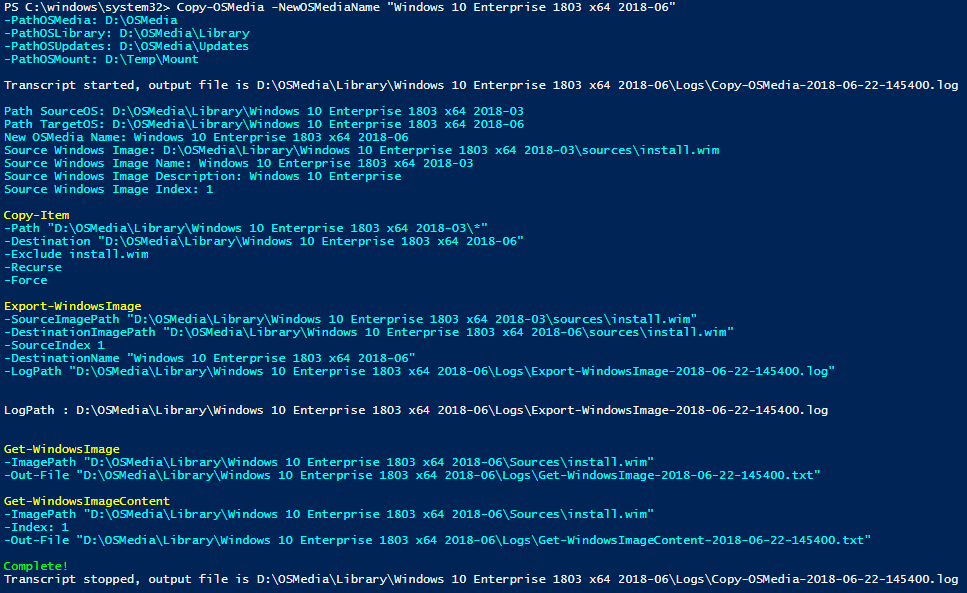 PS C:\windows\system32> Copy-OSMedia -NewOSMediaName "Windows 10 Enterprise 1803 x64 2018-06"
-PathOSMedia: D:\OSMedia
-PathOSLibrary: D:\OSMedia\Library
-PathOSUpdates: D:\OSMedia\Updates
-PathOSMount: D:\Temp\Mount
Transcript started, output file is D:\OSMedia\Library\Windows 10 Enterprise 1803 x64 2018-06\Logs\Copy-OSMedia-2018-06-22-145400.log
Path SourceOS: D:\OSMedia\Library\Windows 10 Enterprise 1803 x64 2018-03
Path TargetOS: D:\OSMedia\Library\Windows 10 Enterprise 1803 x64 2018-06
New OSMedia Name: Windows 10 Enterprise 1803 x64 2018-06
Source Windows Image: D:\OSMedia\Library\Windows 10 Enterprise 1803 x64 2018-03\sources\install.wim
Source Windows Image Name: Windows 10 Enterprise 1803 x64 2018-03
Source Windows Image Description: Windows 10 Enterprise
Source Windows Image Index: 1
Copy-Item
-Path "D:\OSMedia\Library\Windows 10 Enterprise 1803 x64 2018-03\*"
-Destination "D:\OSMedia\Library\Windows 10 Enterprise 1803 x64 2018-06"
-Exclude install.wim
-Recurse
-Force
Export-WindowsImage
-SourceImagePath "D:\OSMedia\Library\Windows 10 Enterprise 1803 x64 2018-03\sources\install.wim"
-DestinationImagePath "D:\OSMedia\Library\Windows 10 Enterprise 1803 x64 2018-06\sources\install.wim"
-SourceIndex 1
-DestinationName "Windows 10 Enterprise 1803 x64 2018-06"
-LogPath "D:\OSMedia\Library\Windows 10 Enterprise 1803 x64 2018-06\Logs\Export-WindowsImage-2018-06-22-145400.log"
LogPath : D:\OSMedia\Library\Windows 10 Enterprise 1803 x64 2018-06\Logs\Export-WindowsImage-2018-06-22-145400.log
Get-WindowsImage
-ImagePath "D:\OSMedia\Library\Windows 10 Enterprise 1803 x64 2018-06\Sources\install.wim"
-Out-File "D:\OSMedia\Library\Windows 10 Enterprise 1803 x64 2018-06\Logs\Get-WindowsImage-2018-06-22-145400.txt"
Get-WindowsImageContent
-ImagePath "D:\OSMedia\Library\Windows 10 Enterprise 1803 x64 2018-06\Sources\install.wim"
-Index: 1
-Out-File "D:\OSMedia\Library\Windows 10 Enterprise 1803 x64 2018-06\Logs\Get-WindowsImageContent-2018-06-22-145400.txt"
Complete!
Transcript stopped, output file is D:\OSMedia\Library\Windows 10 Enterprise 1803 x64 2018-06\Logs\Copy-OSMedia-2018-06-22-145400.log